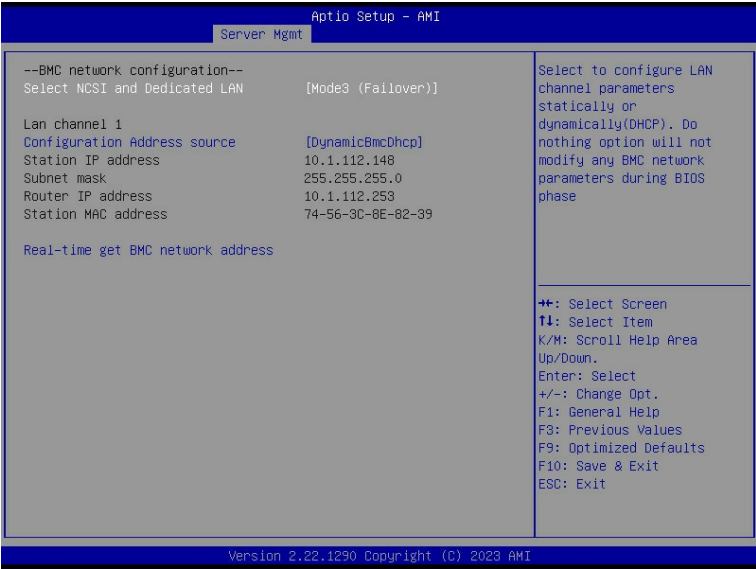 Aptio Setup – AMI
Server Mgmt
--BMC network configuration--
Select NCSI and Dedicated LAN [Mode3 (Failover)]
Lan channel 1
Configuration Address source [DynamicBmcDhcp]
Station IP address 10.1.112.148
Subnet mask 255.255.255.0
Router IP address 10.1.112.253
Station MAC address 74-56-3C-8E-82-39
Real-time get BMC network address
Select to configure LAN
channel parameters
statically or
dynamically(DHCP). Do
nothing option will not
modify any BMC network
parameters during BIOS
phase
→←: Select Screen
↑↓: Select Item
K/M: Scroll Help Area
Up/Down.
Enter: Select
+/-: Change Opt.
F1: General Help
F3: Previous Values
F9: Optimized Defaults
F10: Save & Exit
ESC: Exit
Version 2.22.1290 Copyright (C) 2023 AMI